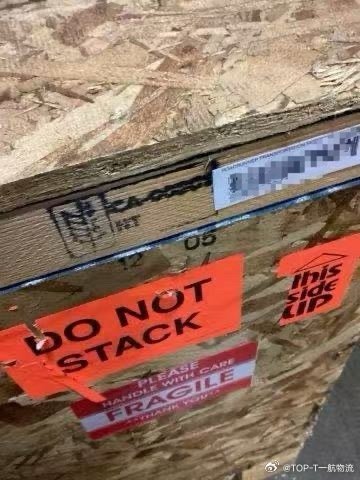 HT
12 05
DO NOT
STACK
this
side
UP
PLEASE
HANDLE WITH CARE
FRAGILE
THANK YOU
@TOP-T一航物流